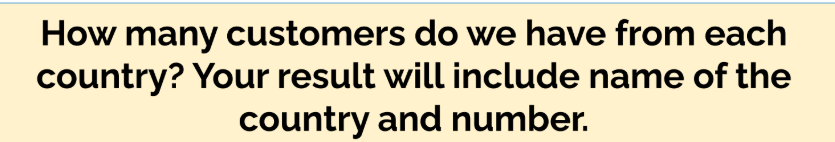 How many customers do we have from each
country? Your result will include name of the
country and number.